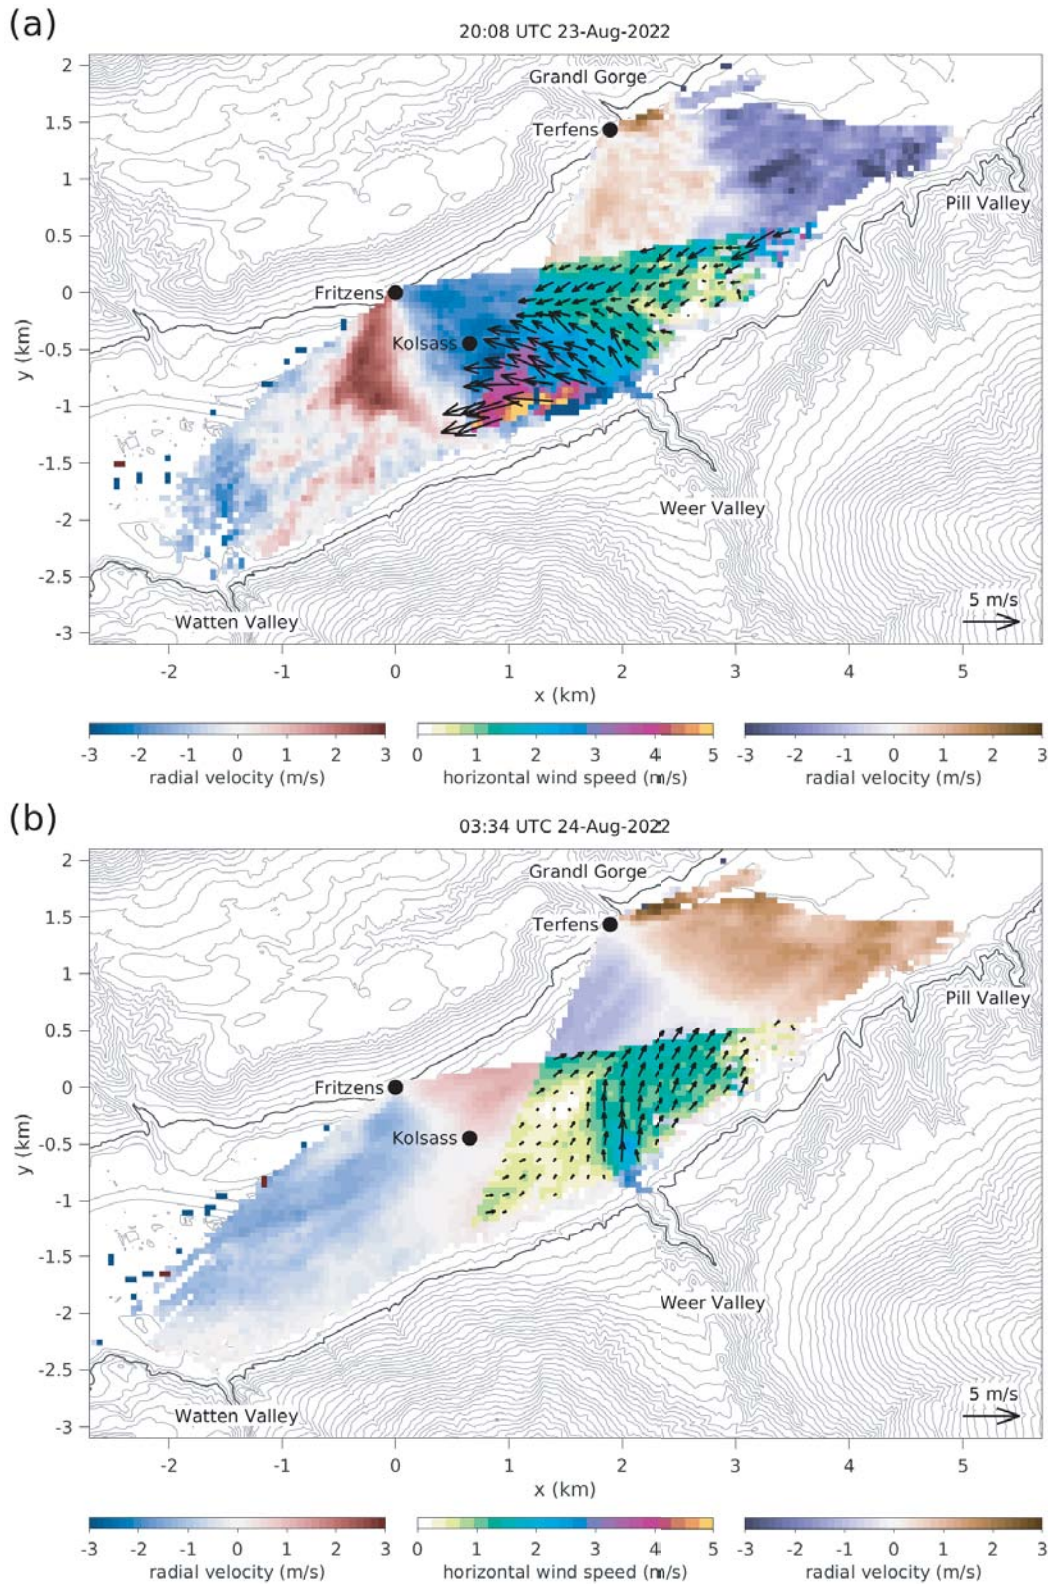 (a)
20:08 UTC 23-Aug-2022
Grandl Gorge
Terfens
Pill Valley
Fritzens
Kolsass
Weer Valley
Watten Valley
5 m/s
y (km)
2
1.5
1
0.5
0
-0.5
-1
-1.5
-2
-2.5
-3
-2 -1 0 1 2 3 4 5
x (km)
-3 -2 -1 0 1 2 3 0 1 2 3 4 5 -3 -2 -1 0 1 2 3
radial velocity (m/s) horizontal wind speed (m/s) radial velocity (m/s)
(b)
03:34 UTC 24-Aug-2022
Grandl Gorge
Terfens
Pill Valley
Fritzens
Kolsass
Weer Valley
Watten Valley
5 m/s
y (km)
2
1.5
1
0.5
0
-0.5
-1
-1.5
-2
-2.5
-3
-2 -1 0 1 2 3 4 5
x (km)
-3 -2 -1 0 1 2 3 0 1 2 3 4 5 -3 -2 -1 0 1 2 3
radial velocity (m/s) horizontal wind speed (m/s) radial velocity (m/s)